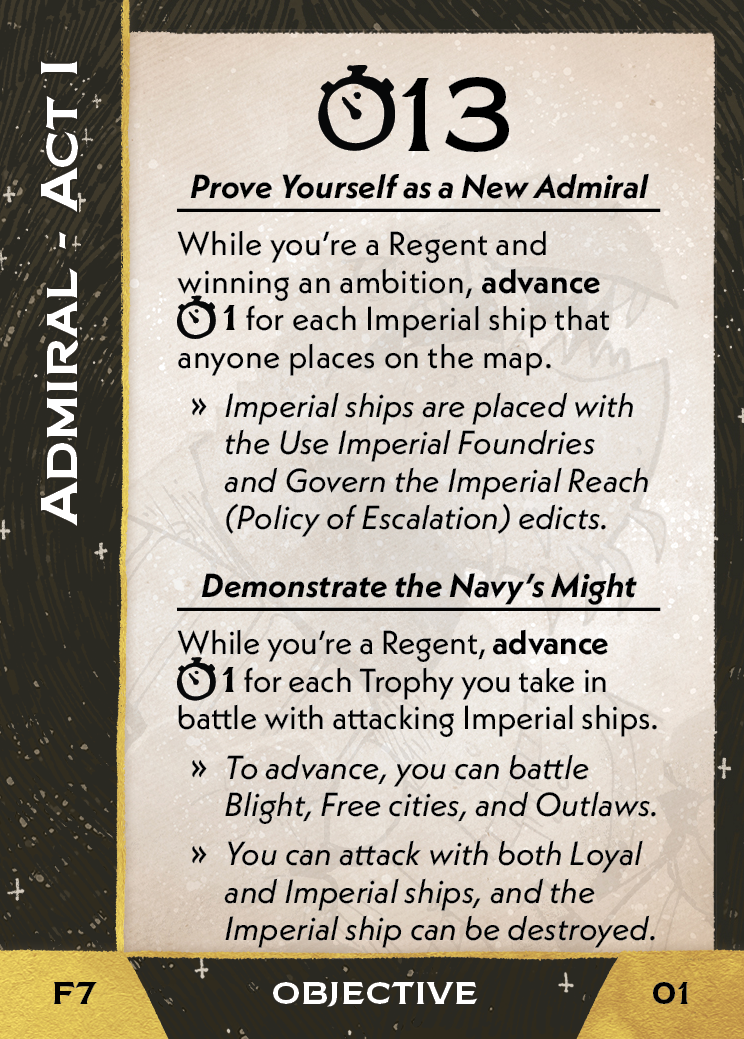 ADMIRAL - ACT I
13
Prove Yourself as a New Admiral
While you're a Regent and
winning an ambition, advance
1 for each Imperial ship that
anyone places on the map.
» Imperial ships are placed with
the Use Imperial Foundries
and Govern the Imperial Reach
(Policy of Escalation) edicts.
Demonstrate the Navy's Might
While you're a Regent, advance
1 for each Trophy you take in
battle with attacking Imperial ships.
» To advance, you can battle
Blight, Free cities, and Outlaws.
» You can attack with both Loyal
and Imperial ships, and the
Imperial ship can be destroyed.
F7
OBJECTIVE
01